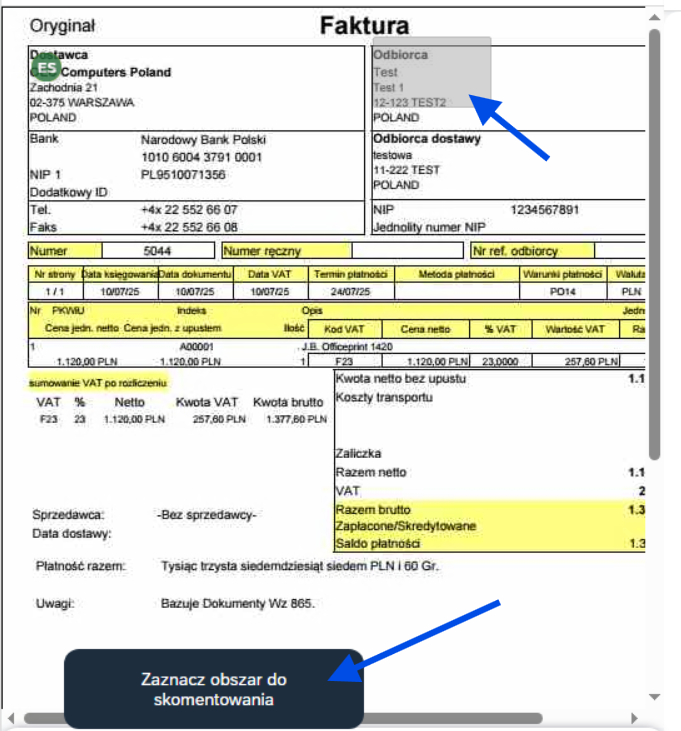 Oryginał
Faktura
Dostawca
ES
Computers Poland
Zachodnia 21
02-375 WARSZAWA
POLAND
Odbiorca
Test
Test 1
12-123 TEST2
POLAND
Bank Narodowy Bank Polski
1010 6004 3791 0001
NIP 1 PL9510071356
Dodatkowy ID
Odbiorca dostawy
testowa
11-222 TEST
POLAND
Tel. +4x 22 552 66 07
Faks +4x 22 552 66 08
NIP 1234567891
Jednolity numer NIP
Numer 5044 Numer ręczny Nr ref. odbiorcy
Nr strony Data księgowania Data dokumentu Data VAT Termin płatności Metoda płatności Warunki płatności Waluta
1 / 1 10/07/25 10/07/25 10/07/25 24/07/25 PO14 PLN
Nr PKWiU Indeks Opis Jedn
Cena jedn. netto Cena jedn. z upustem Ilość Kod VAT Cena netto % VAT Wartość VAT Ra
1 A00001 J.B. Officeprint 1420
1.120,00 PLN 1.120,00 PLN 1 F23 1.120,00 PLN 23,0000 257,60 PLN
sumowanie VAT po rozliczeniu
VAT % Netto Kwota VAT Kwota brutto
F23 23 1.120,00 PLN 257,60 PLN 1.377,60 PLN
Kwota netto bez upustu 1.1
Koszty transportu
Zaliczka
Razem netto 1.1
VAT 2
Razem brutto 1.3
Zapłacone/Skredytowane
Saldo płatności 1.3
Sprzedawca: -Bez sprzedawcy-
Data dostawy:
Płatność razem: Tysiąc trzysta siedemdziesiąt siedem PLN i 60 Gr.
Uwagi: Bazuje Dokumenty Wz 865.
Zaznacz obszar do
skomentowania